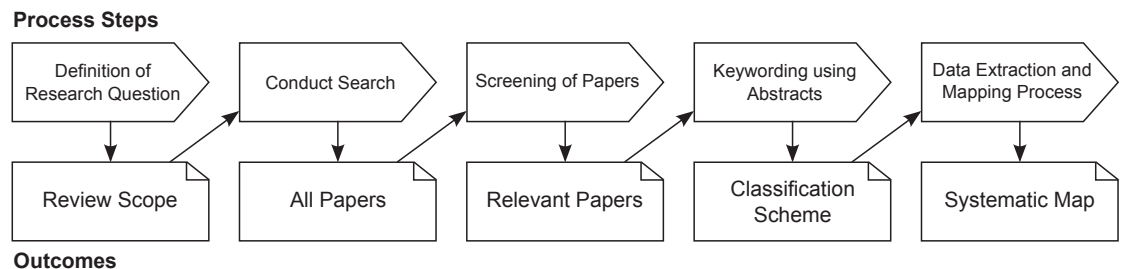 Process Steps
Definition of
Research Question
Conduct Search
Screening of Papers
Keywording using
Abstracts
Data Extraction and
Mapping Process
Review Scope
All Papers
Relevant Papers
Classification
Scheme
Systematic Map
Outcomes